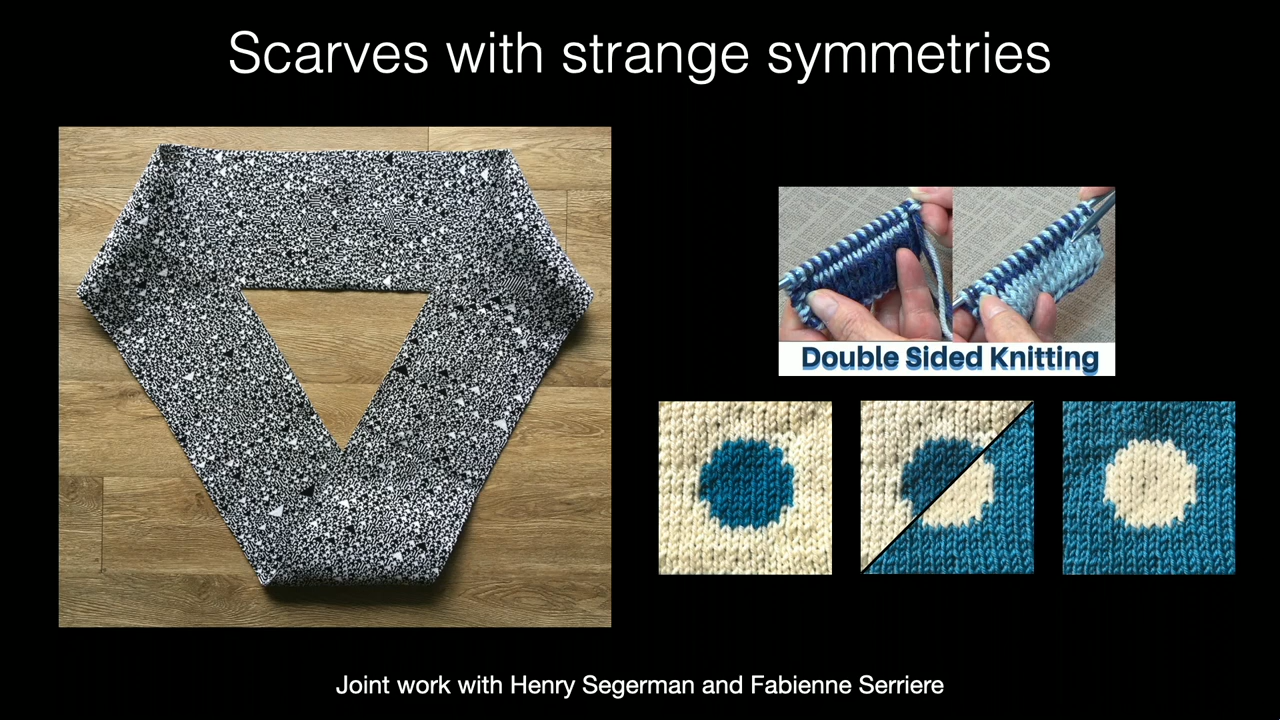 Scarves with strange symmetries
Double Sided Knitting
Joint work with Henry Segerman and Fabienne Serriere